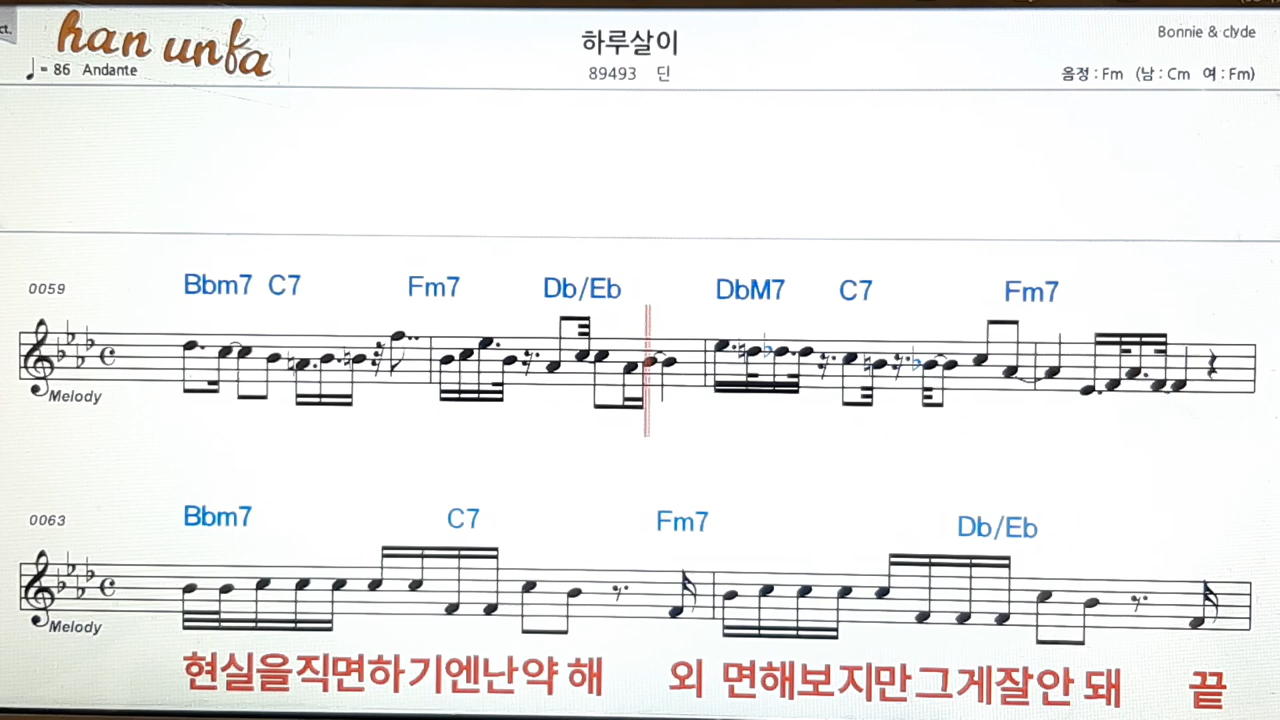 ct.
han unfa
♩= 86 Andante
하루살이
89493 딘
Bonnie & clyde
음정 : Fm (남 : Cm 여 : Fm)
0059
Bbm7 C7 Fm7 Db/Eb DbM7 C7 Fm7
Melody
0063
Bbm7 C7 Fm7 Db/Eb
Melody
현실을직면하기엔난약 해 외 면해보지만그게잘안 돼 끝